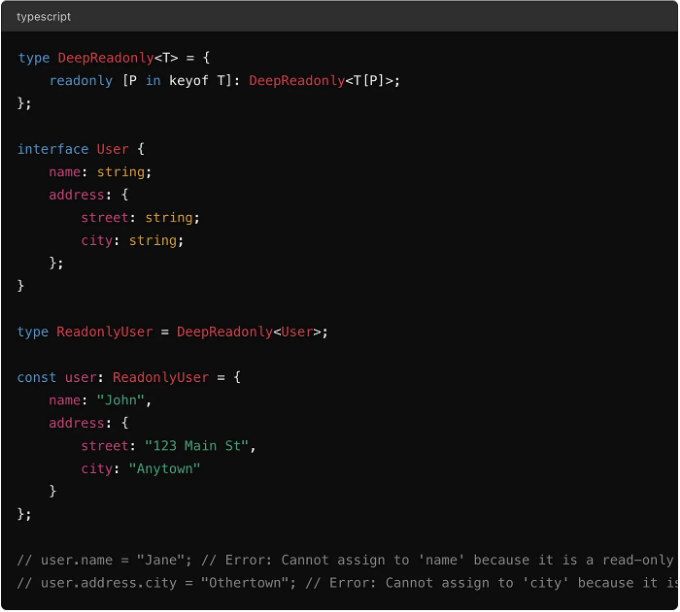 typescript
type DeepReadonly<T> = {
    readonly [P in keyof T]: DeepReadonly<T[P]>;
};

interface User {
    name: string;
    address: {
        street: string;
        city: string;
    };
}

type ReadonlyUser = DeepReadonly<User>;

const user: ReadonlyUser = {
    name: "John",
    address: {
        street: "123 Main St",
        city: "Anytown"
    }
};

// user.name = "Jane"; // Error: Cannot assign to 'name' because it is a read-only
// user.address.city = "Othertown"; // Error: Cannot assign to 'city' because it is